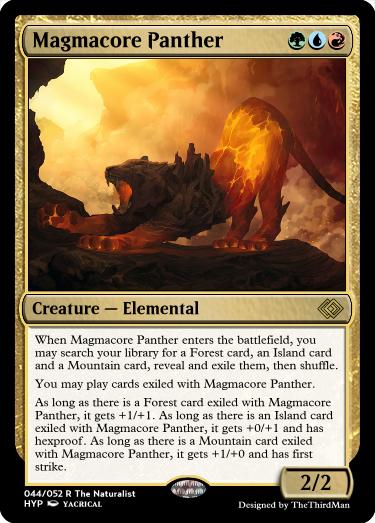 Magmacore Panther
Creature — Elemental
When Magmacore Panther enters the battlefield, you
may search your library for a Forest card, an Island card
and a Mountain card, reveal and exile them, then shuffle.
You may play cards exiled with Magmacore Panther.
As long as there is a Forest card exiled with Magmacore
Panther, it gets +1/+1. As long as there is an Island card
exiled with Magmacore Panther, it gets +0/+1 and has
hexproof. As long as there is a Mountain card exiled
with Magmacore Panther, it gets +1/+0 and has first
strike.
2/2
044/052 R The Naturalist
HYP YACRICAL
Designed by TheThirdMan